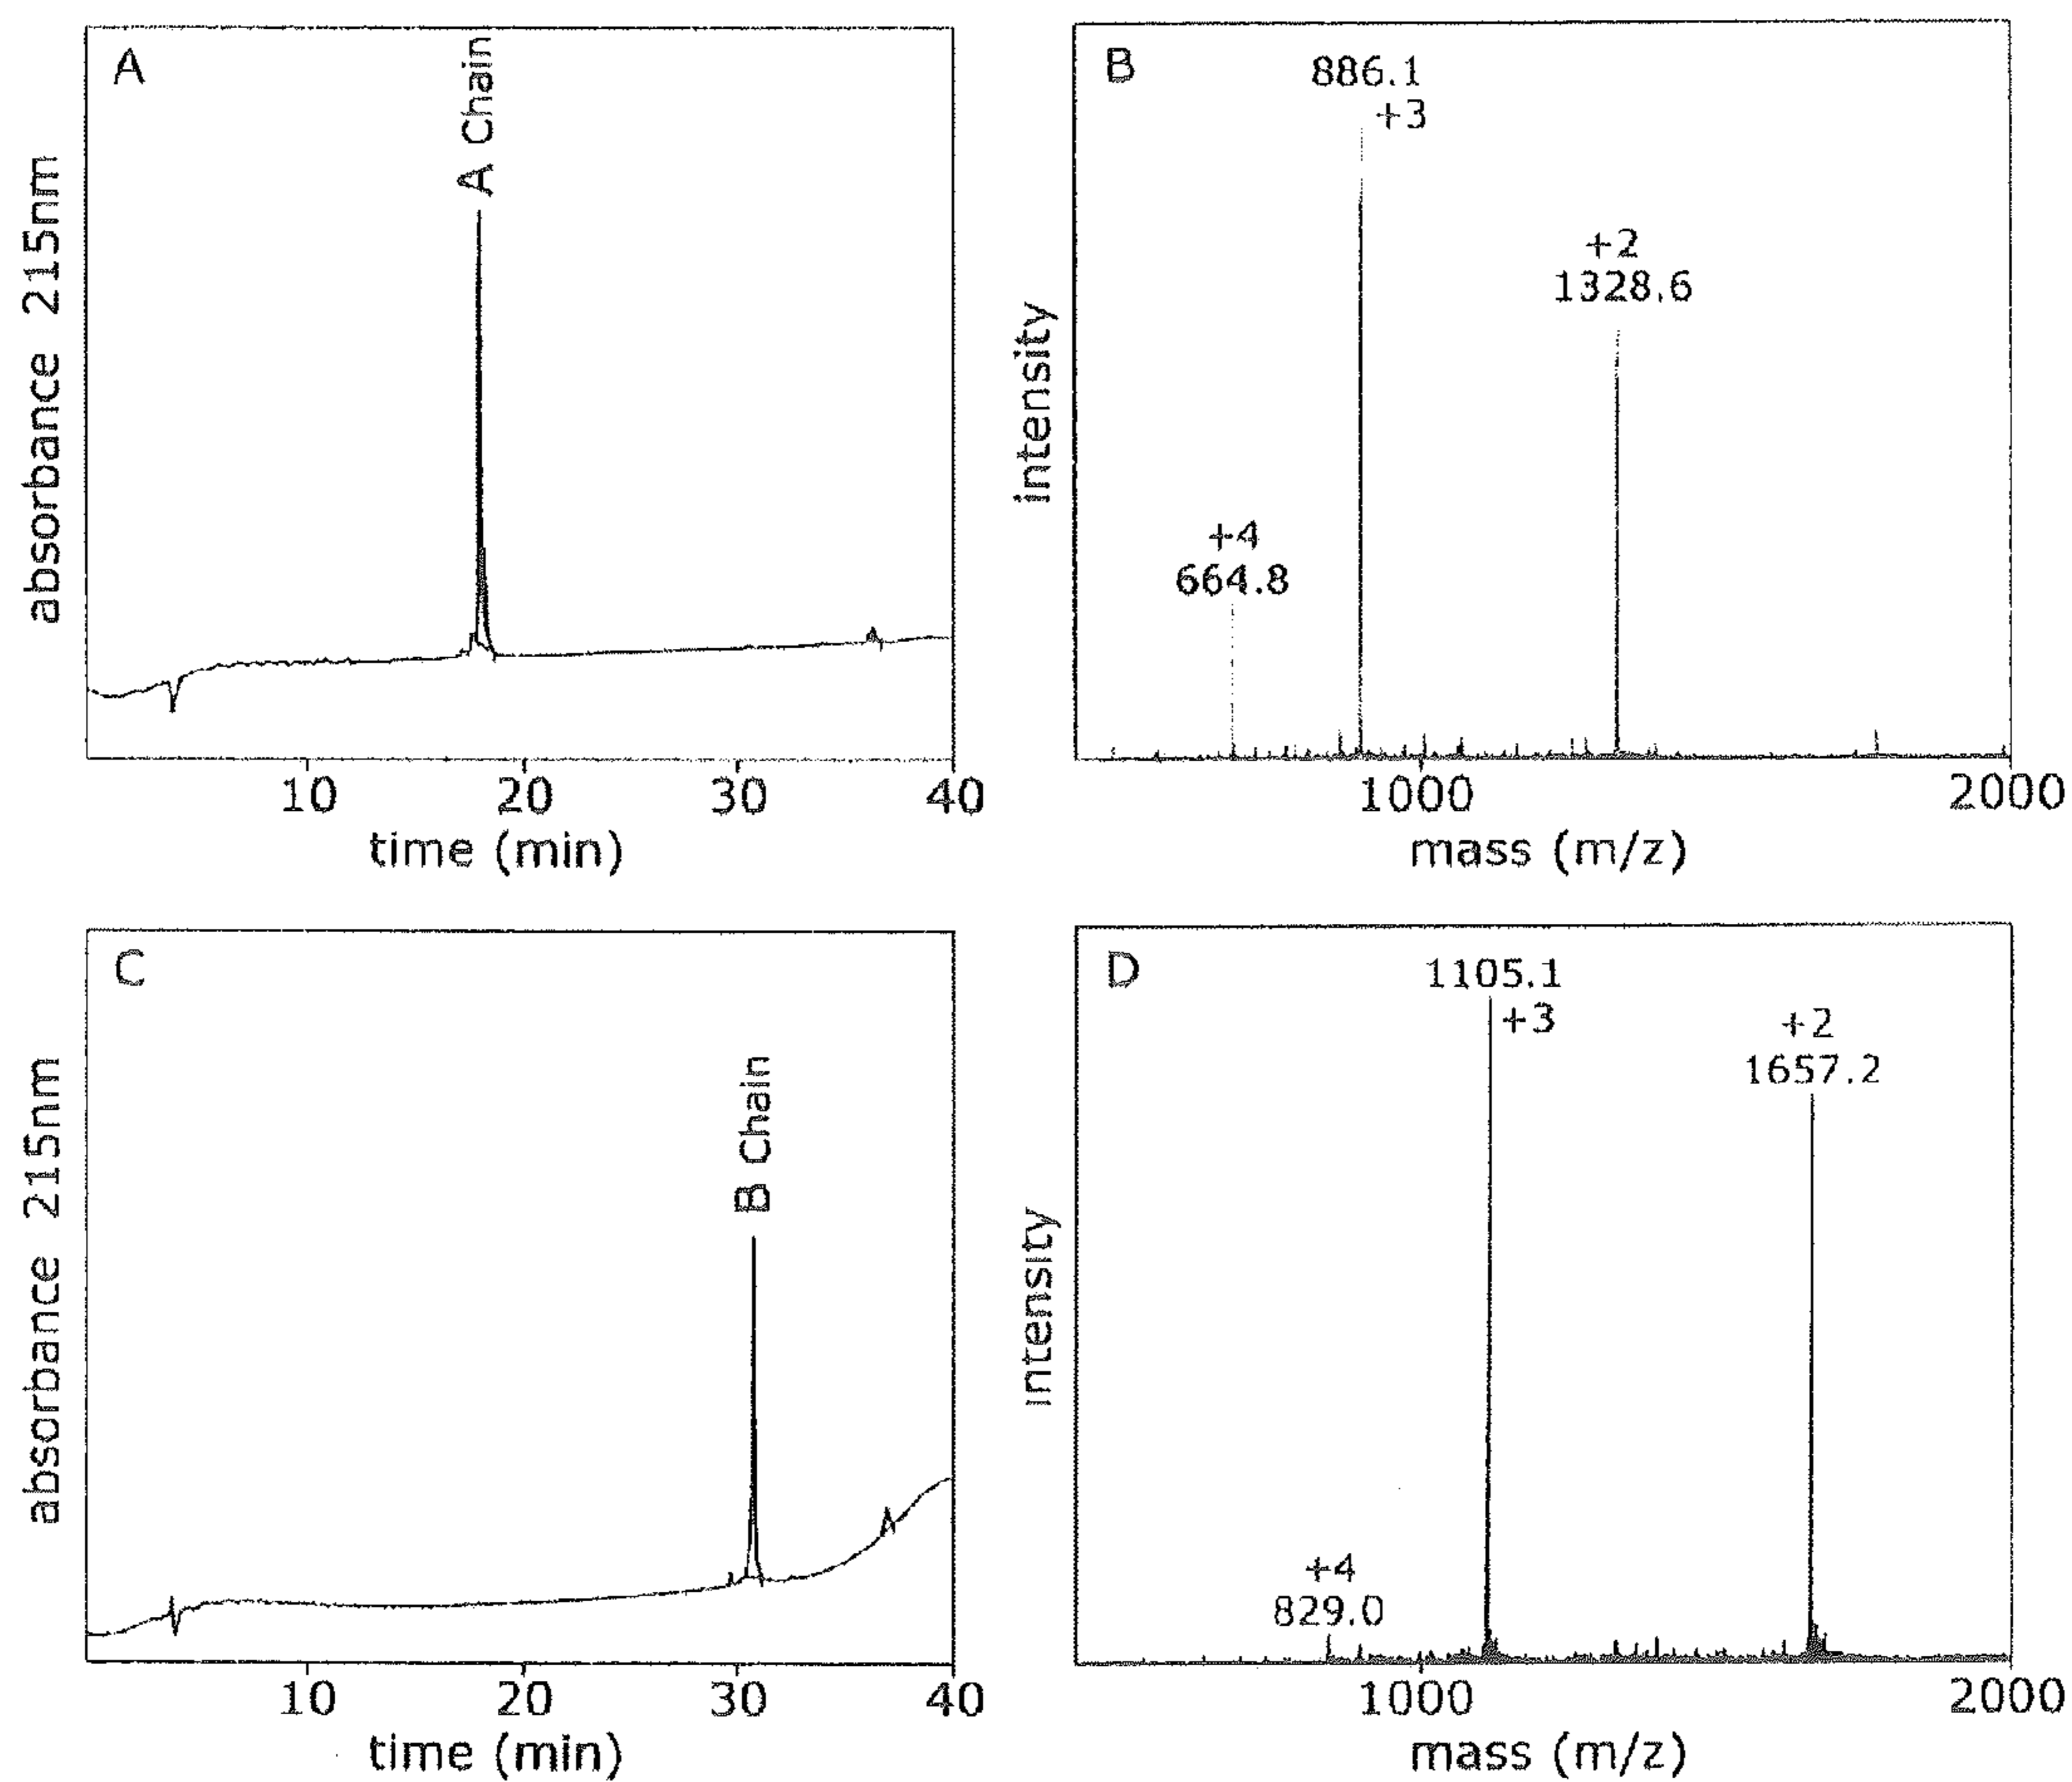 A
A Chain
absorbance 215nm
10 20 30 40
time (min)
B
886.1
+3
+2
1328.6
+4
664.8
intensity
1000 2000
mass (m/z)
C
B Chain
absorbance 215nm
10 20 30 40
time (min)
D
1105.1
+3
+2
1657.2
+4
829.0
intensity
1000 2000
mass (m/z)